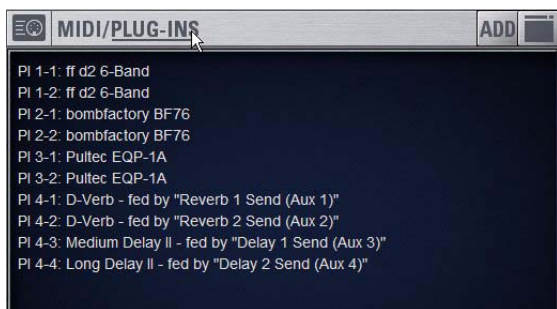 MIDI/PLUG-INS ADD
PI 1-1: ff d2 6-Band
PI 1-2: ff d2 6-Band
PI 2-1: bombfactory BF76
PI 2-2: bombfactory BF76
PI 3-1: Pultec EQP-1A
PI 3-2: Pultec EQP-1A
PI 4-1: D-Verb - fed by "Reverb 1 Send (Aux 1)"
PI 4-2: D-Verb - fed by "Reverb 2 Send (Aux 2)"
PI 4-3: Medium Delay II - fed by "Delay 1 Send (Aux 3)"
PI 4-4: Long Delay II - fed by "Delay 2 Send (Aux 4)"